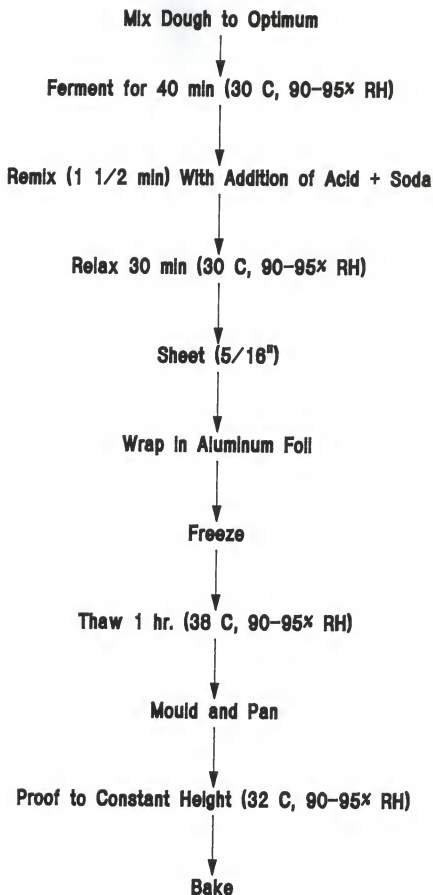 Mix Dough to Optimum
Ferment for 40 min (30 C, 90-95% RH)
Remix (1 1/2 min) With Addition of Acid + Soda
Relax 30 min (30 C, 90-95% RH)
Sheet (5/16")
Wrap in Aluminum Foil
Freeze
Thaw 1 hr. (38 C, 90-95% RH)
Mould and Pan
Proof to Constant Height (32 C, 90-95% RH)
Bake